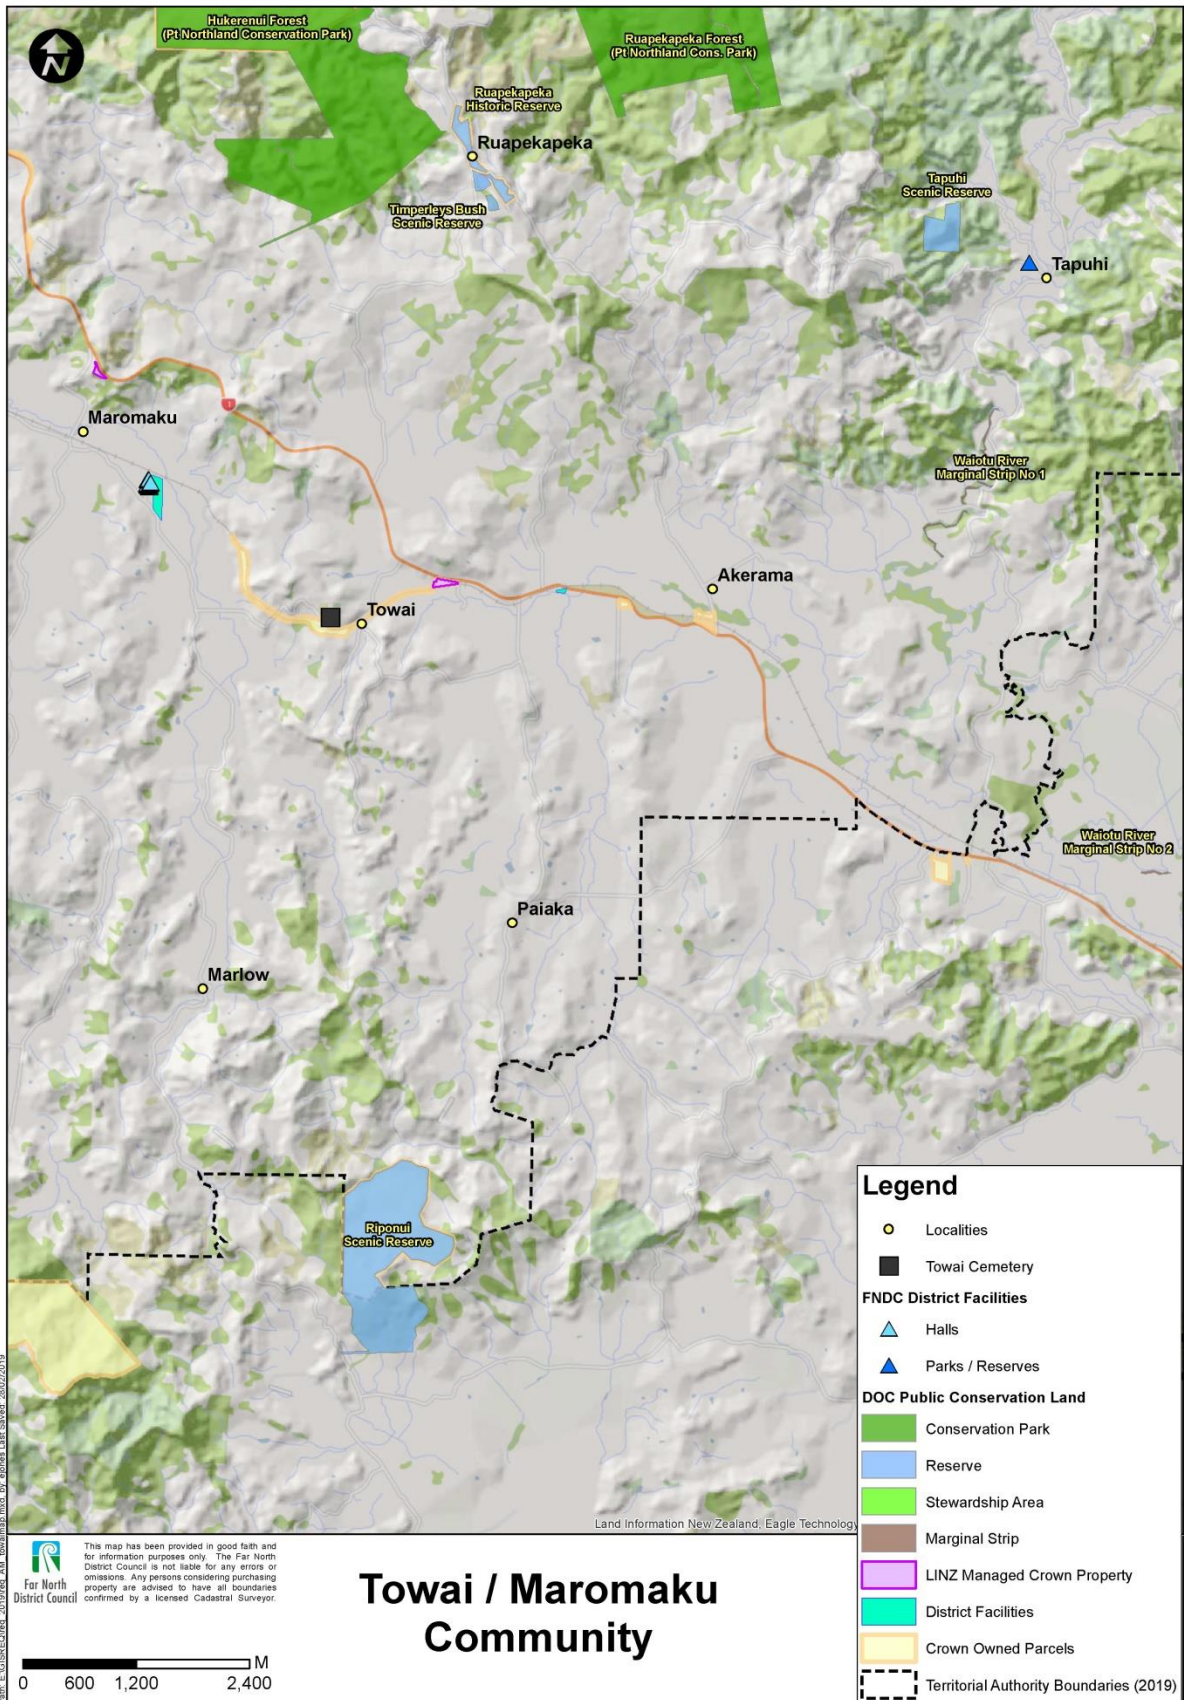 Hukerenui Forest
(Pt Northland Conservation Park)
Ruapekapeka Forest
(Pt Northland Cons. Park)
N
Ruapekapeka
Historic Reserve
Ruapekapeka
Tapuhi
Scenic Reserve
Timperleys Bush
Scenic Reserve
Tapuhi
1
Maromaku
Waiotu River
Marginal Strip No 1
Akerama
Towai
Waiotu River
Marginal Strip No 2
Paiaka
Marlow
Riponui
Scenic Reserve
Legend
Localities
Towai Cemetery
FNDC District Facilities
Halls
Parks / Reserves
DOC Public Conservation Land
Conservation Park
Reserve
Stewardship Area
Marginal Strip
LINZ Managed Crown Property
District Facilities
Crown Owned Parcels
Territorial Authority Boundaries (2019)
Land Information New Zealand, Eagle Technology
Far North
District Council
This map has been provided in good faith and
for information purposes only. The Far North
District Council is not liable for any errors or
omissions. Any persons considering purchasing
property are advised to have all boundaries
confirmed by a licensed Cadastral Surveyor.
Towai / Maromaku
Community
M
0 600 1,200 2,400